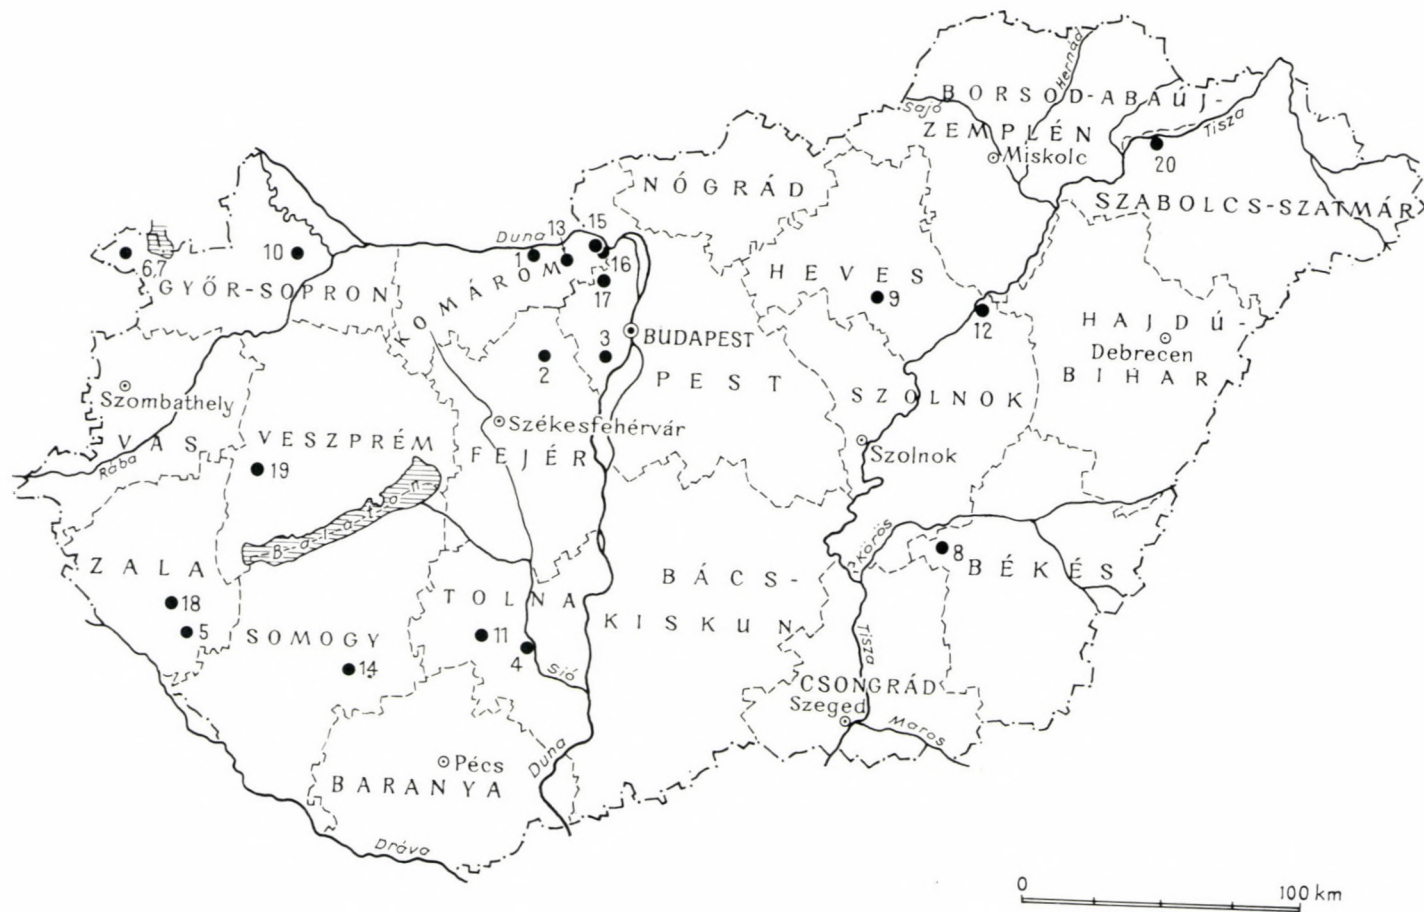 Hernád
BORSOD-ABAÚJ-
Sajó
ZEMPLÉN
Tisza
Miskolc
20
NÓGRÁD
SZABOLCS-SZATMÁR
Duna
13
15
10
1
16
6,7
HEVES
GYŐR-SOPRON
KOMÁROM
17
9
12
HAJDÚ-
3
BUDAPEST
Debrecen
2
PEST
BIHAR
Szombathely
SZOLNOK
Székesfehérvár
VAS
VESZPRÉM
FEJÉR
Szolnok
Rába
19
Balaton
Körös
8
ZALA
BÁCS-
BÉKÉS
18
TOLNA
KISKUN
5
SOMOGY
11
4
Tisza
14
Sió
CSONGRÁD
Szeged
Maros
Pécs
Duna
BARANYA
Dráva
0
100 km